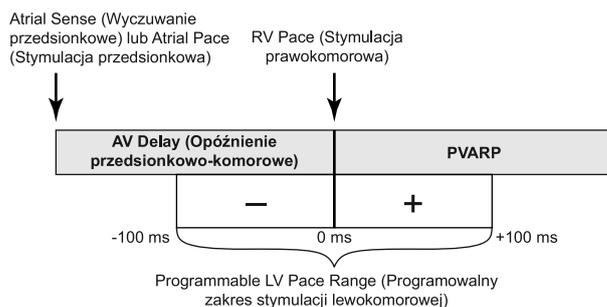 Atrial Sense (Wyczuwanie
przedsionkowe) lub Atrial Pace
(Stymulacja przedsionkowa)
RV Pace (Stymulacja
prawokomorowa)
AV Delay (Opóźnienie
przedsionkowo-komorowe)
PVARP
− +
-100 ms 0 ms +100 ms
Programmable LV Pace Range (Programowalny
zakres stymulacji lewokomorowej)